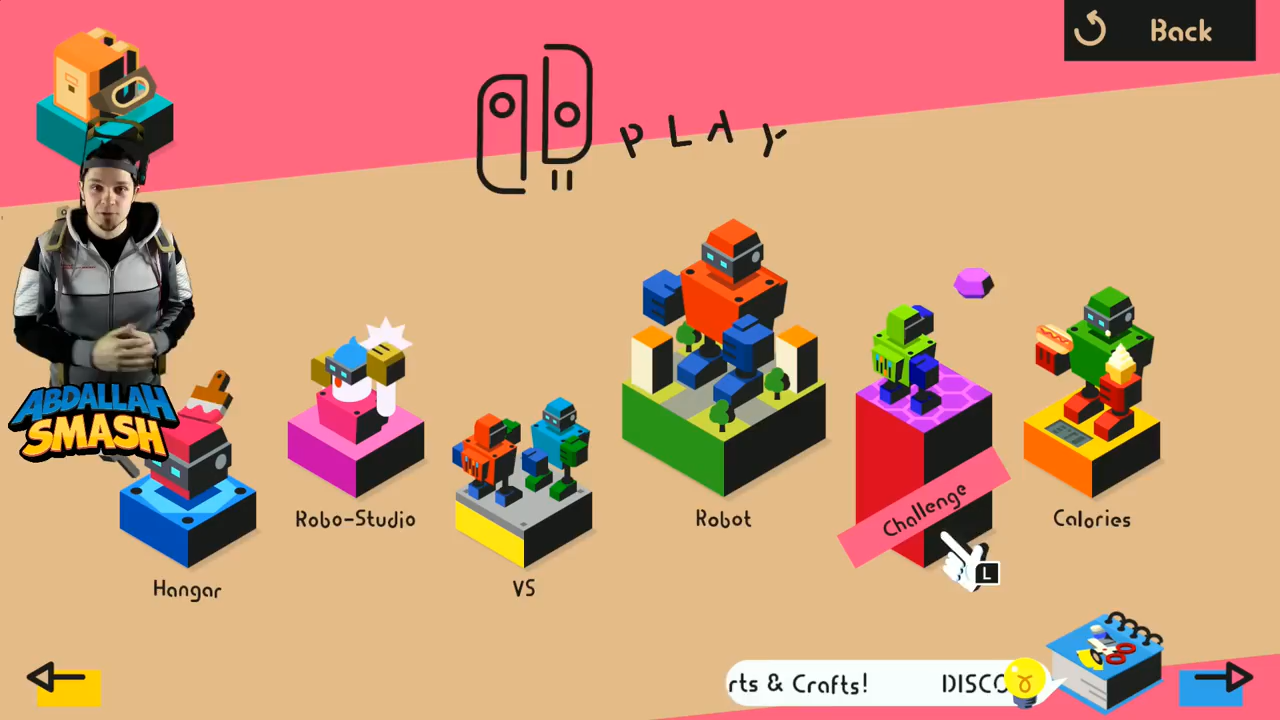 Back
PLAY
ABDALLAH
SMASH
Robo-Studio
Robot
Challenge
Calories
Hangar
VS
L
rts & Crafts! DISCO